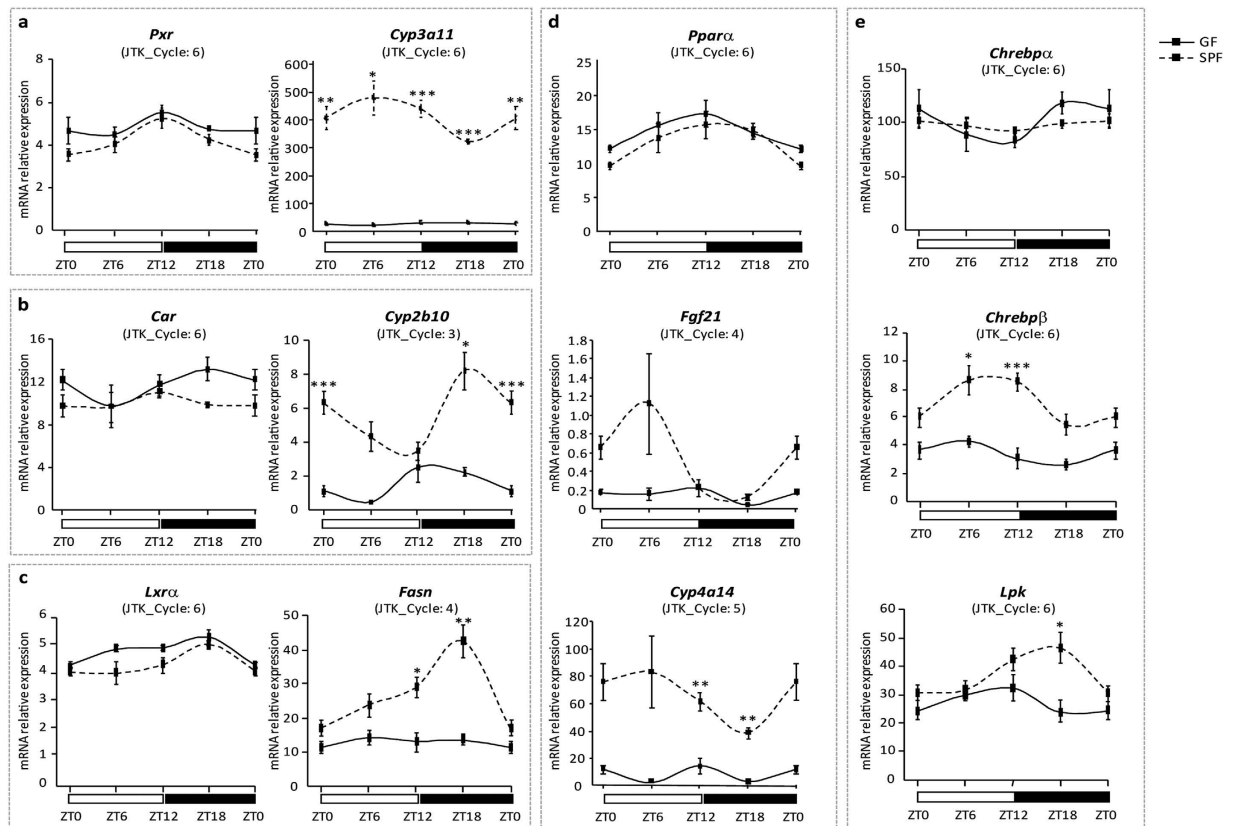 a
Pxr
(JTK_Cycle: 6)
mRNA relative expression
8
6
4
2
0
ZT0 ZT6 ZT12 ZT18 ZT0
Cyp3a11
(JTK_Cycle: 6)
mRNA relative expression
600
500
400
300
200
100
0
** * *** *** **
ZT0 ZT6 ZT12 ZT18 ZT0
b
Car
(JTK_Cycle: 6)
mRNA relative expression
16
12
8
4
0
ZT0 ZT6 ZT12 ZT18 ZT0
Cyp2b10
(JTK_Cycle: 3)
mRNA relative expression
10
8
6
4
2
0
*** * ***
ZT0 ZT6 ZT12 ZT18 ZT0
c
Lxrα
(JTK_Cycle: 6)
mRNA relative expression
6
5
4
3
2
1
0
ZT0 ZT6 ZT12 ZT18 ZT0
Fasn
(JTK_Cycle: 4)
mRNA relative expression
50
40
30
20
10
0
* **
ZT0 ZT6 ZT12 ZT18 ZT0
d
Pparα
(JTK_Cycle: 6)
mRNA relative expression
25
20
15
10
5
0
ZT0 ZT6 ZT12 ZT18 ZT0
Fgf21
(JTK_Cycle: 4)
mRNA relative expression
1.8
1.6
1.4
1.2
1.0
0.8
0.6
0.4
0.2
0
ZT0 ZT6 ZT12 ZT18 ZT0
Cyp4a14
(JTK_Cycle: 5)
mRNA relative expression
120
100
80
60
40
20
0
** **
ZT0 ZT6 ZT12 ZT18 ZT0
e
Chrebpα
(JTK_Cycle: 6)
mRNA relative expression
150
100
50
0
ZT0 ZT6 ZT12 ZT18 ZT0
Chrebpβ
(JTK_Cycle: 6)
mRNA relative expression
12
10
8
6
4
2
0
* ***
ZT0 ZT6 ZT12 ZT18 ZT0
Lpk
(JTK_Cycle: 6)
mRNA relative expression
60
50
40
30
20
10
0
*
ZT0 ZT6 ZT12 ZT18 ZT0
GF
SPF